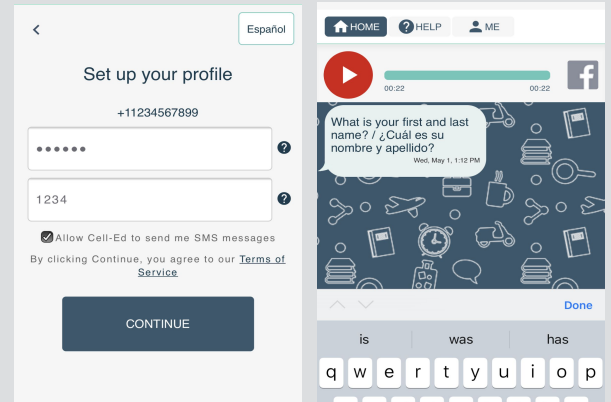 Español
Set up your profile
+11234567899
••••••
1234
Allow Cell-Ed to send me SMS messages
By clicking Continue, you agree to our Terms of
Service
CONTINUE
HOME
HELP
ME
00:22
00:22
What is your first and last
name? / ¿Cuál es su
nombre y apellido?
Wed, May 1, 1:12 PM
Done
is was has
q w e r t y u i o p